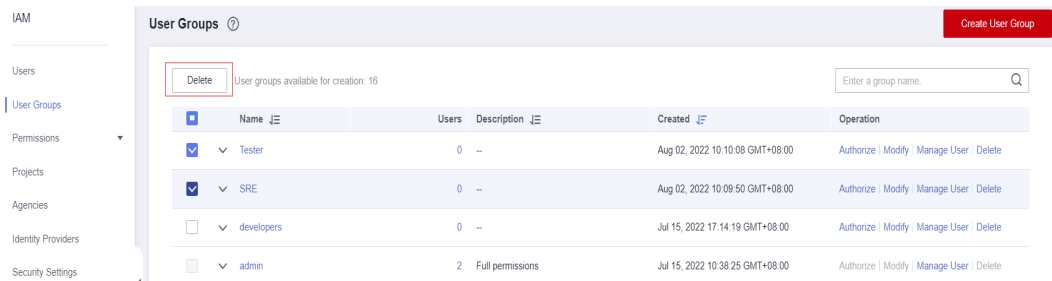 IAM
User Groups
Create User Group
Users
User Groups
Permissions
Projects
Agencies
Identity Providers
Security Settings
Delete User groups available for creation: 16
Enter a group name.
Name Users Description Created Operation
Tester 0 -- Aug 02, 2022 10:10:08 GMT+08:00 Authorize | Modify | Manage User | Delete
SRE 0 -- Aug 02, 2022 10:09:50 GMT+08:00 Authorize | Modify | Manage User | Delete
developers 0 -- Jul 15, 2022 17:14:19 GMT+08:00 Authorize | Modify | Manage User | Delete
admin 2 Full permissions Jul 15, 2022 10:38:25 GMT+08:00 Authorize | Modify | Manage User | Delete